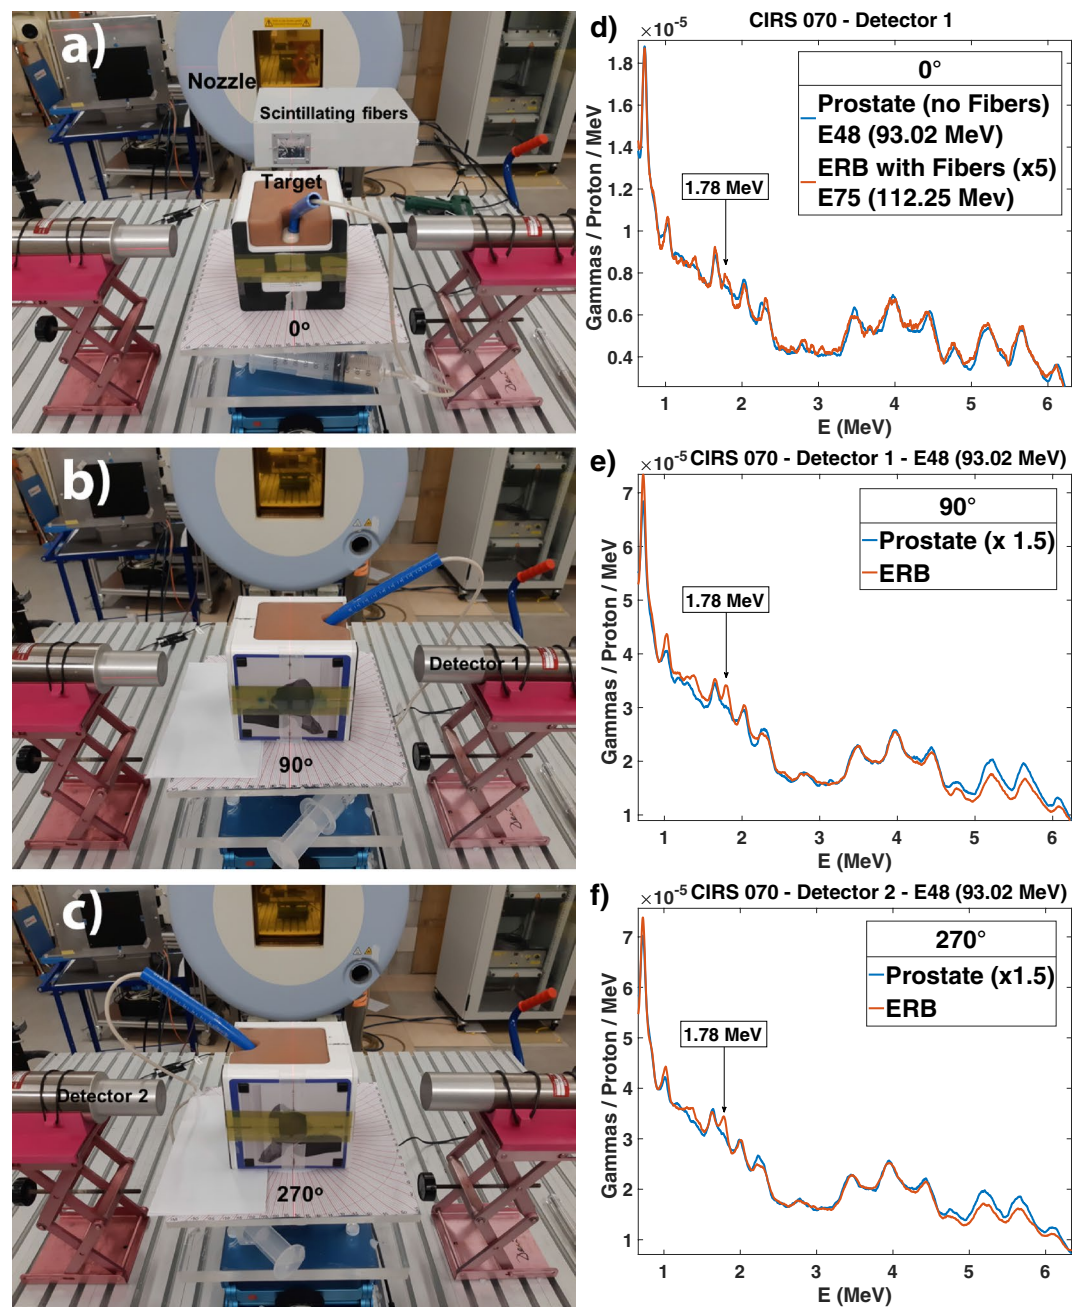 a)
Nozzle
Scintillating fibers
Target
0°
b)
Detector 1
90°
c)
Detector 2
270°
d)
CIRS 070 - Detector 1
×10⁻⁵
0°
Prostate (no Fibers)
E48 (93.02 MeV)
ERB with Fibers (x5)
E75 (112.25 Mev)
1.78 MeV
1.8
1.6
1.4
1.2
1
0.8
0.6
0.4
Gammas / Proton / MeV
1 2 3 4 5 6
E (MeV)
e)
×10⁻⁵ CIRS 070 - Detector 1 - E48 (93.02 MeV)
90°
Prostate (x 1.5)
ERB
1.78 MeV
7
6
5
4
3
2
1
Gammas / Proton / MeV
1 2 3 4 5 6
E (MeV)
f)
×10⁻⁵ CIRS 070 - Detector 2 - E48 (93.02 MeV)
270°
Prostate (x1.5)
ERB
1.78 MeV
7
6
5
4
3
2
1
Gammas / Proton / MeV
1 2 3 4 5 6
E (MeV)